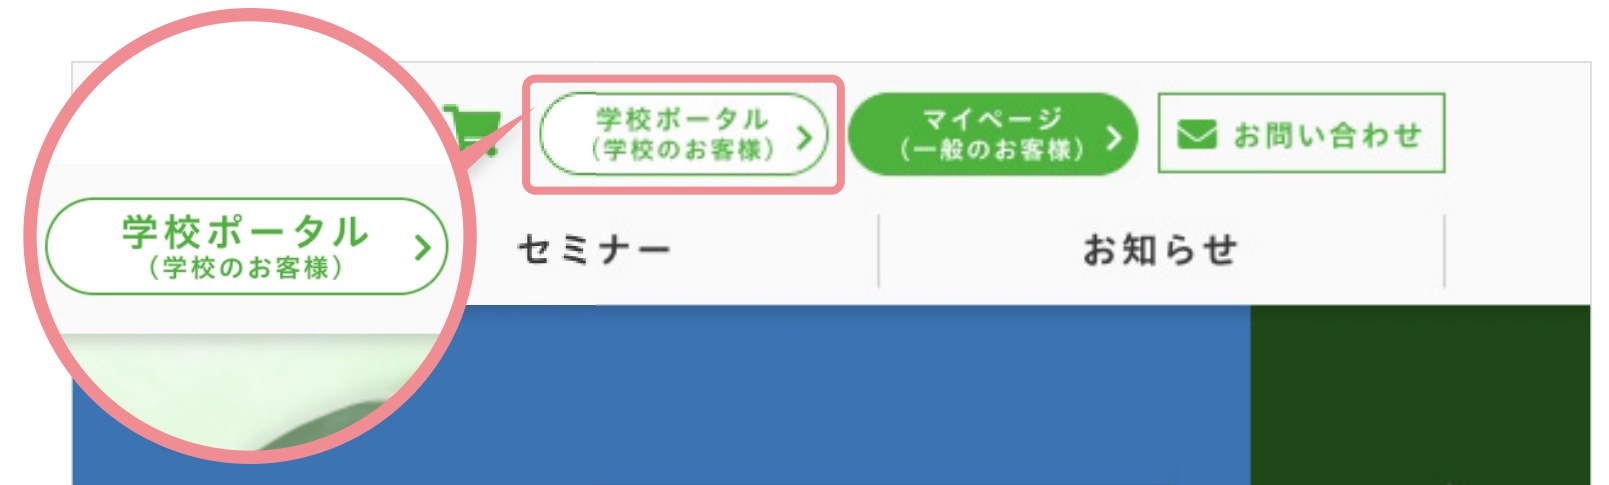 学校ポータル
（学校のお客様）
マイページ
（一般のお客様）
お問い合わせ
学校ポータル
（学校のお客様）
セミナー
お知らせ